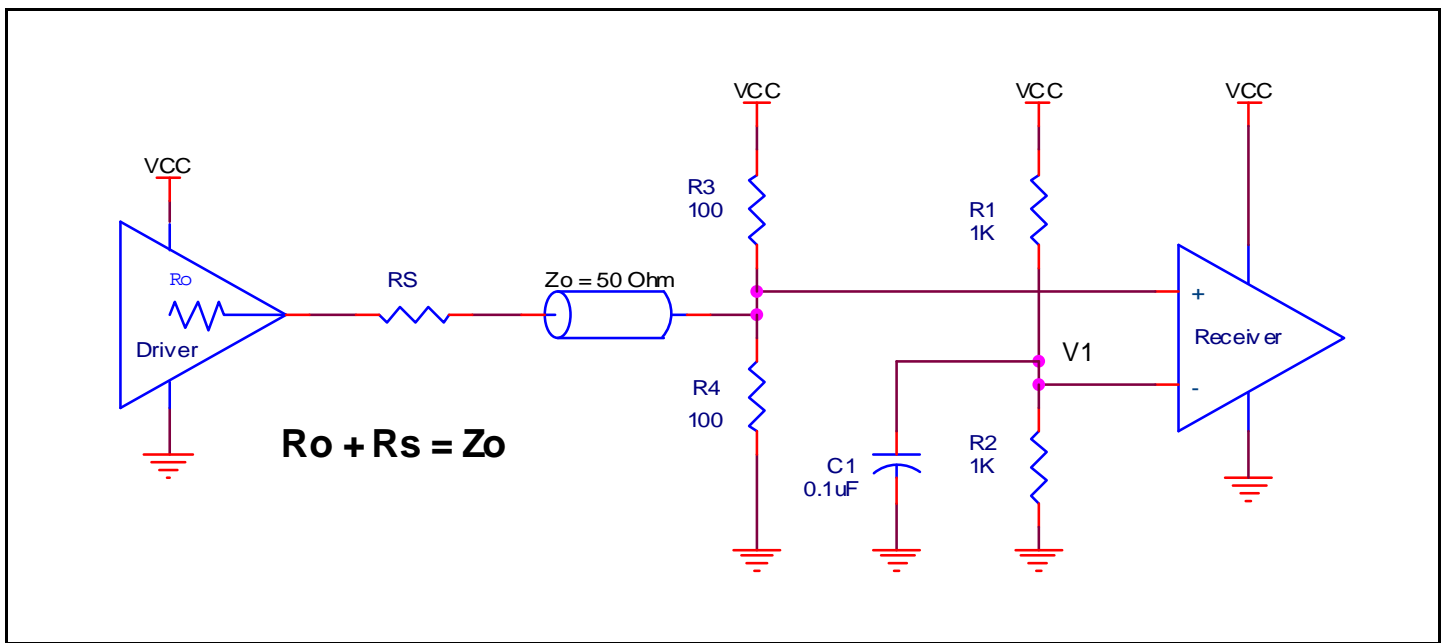 VCC
VCC
VCC
VCC
R3
100
R1
1K
Ro
RS
Zo = 50 Ohm
+
Driver
Receiver
V1
-
R4
100
Ro + Rs = Zo
R2
1K
C1
0.1uF